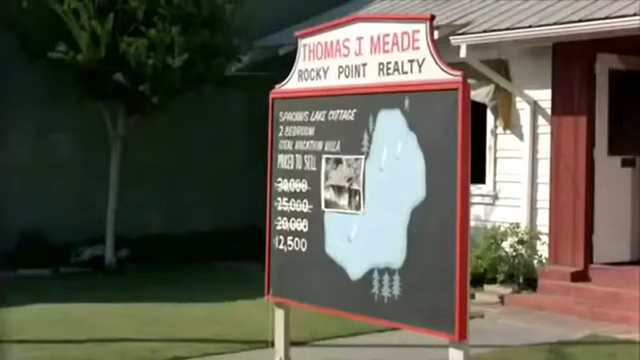 THOMAS J. MEADE
ROCKY POINT REALTY
SPACIOUS LAKE COTTAGE
2 BEDROOM
IDEAL VACATION VILLA
PRICED TO SELL
30,000
25,000
20,000
12,500